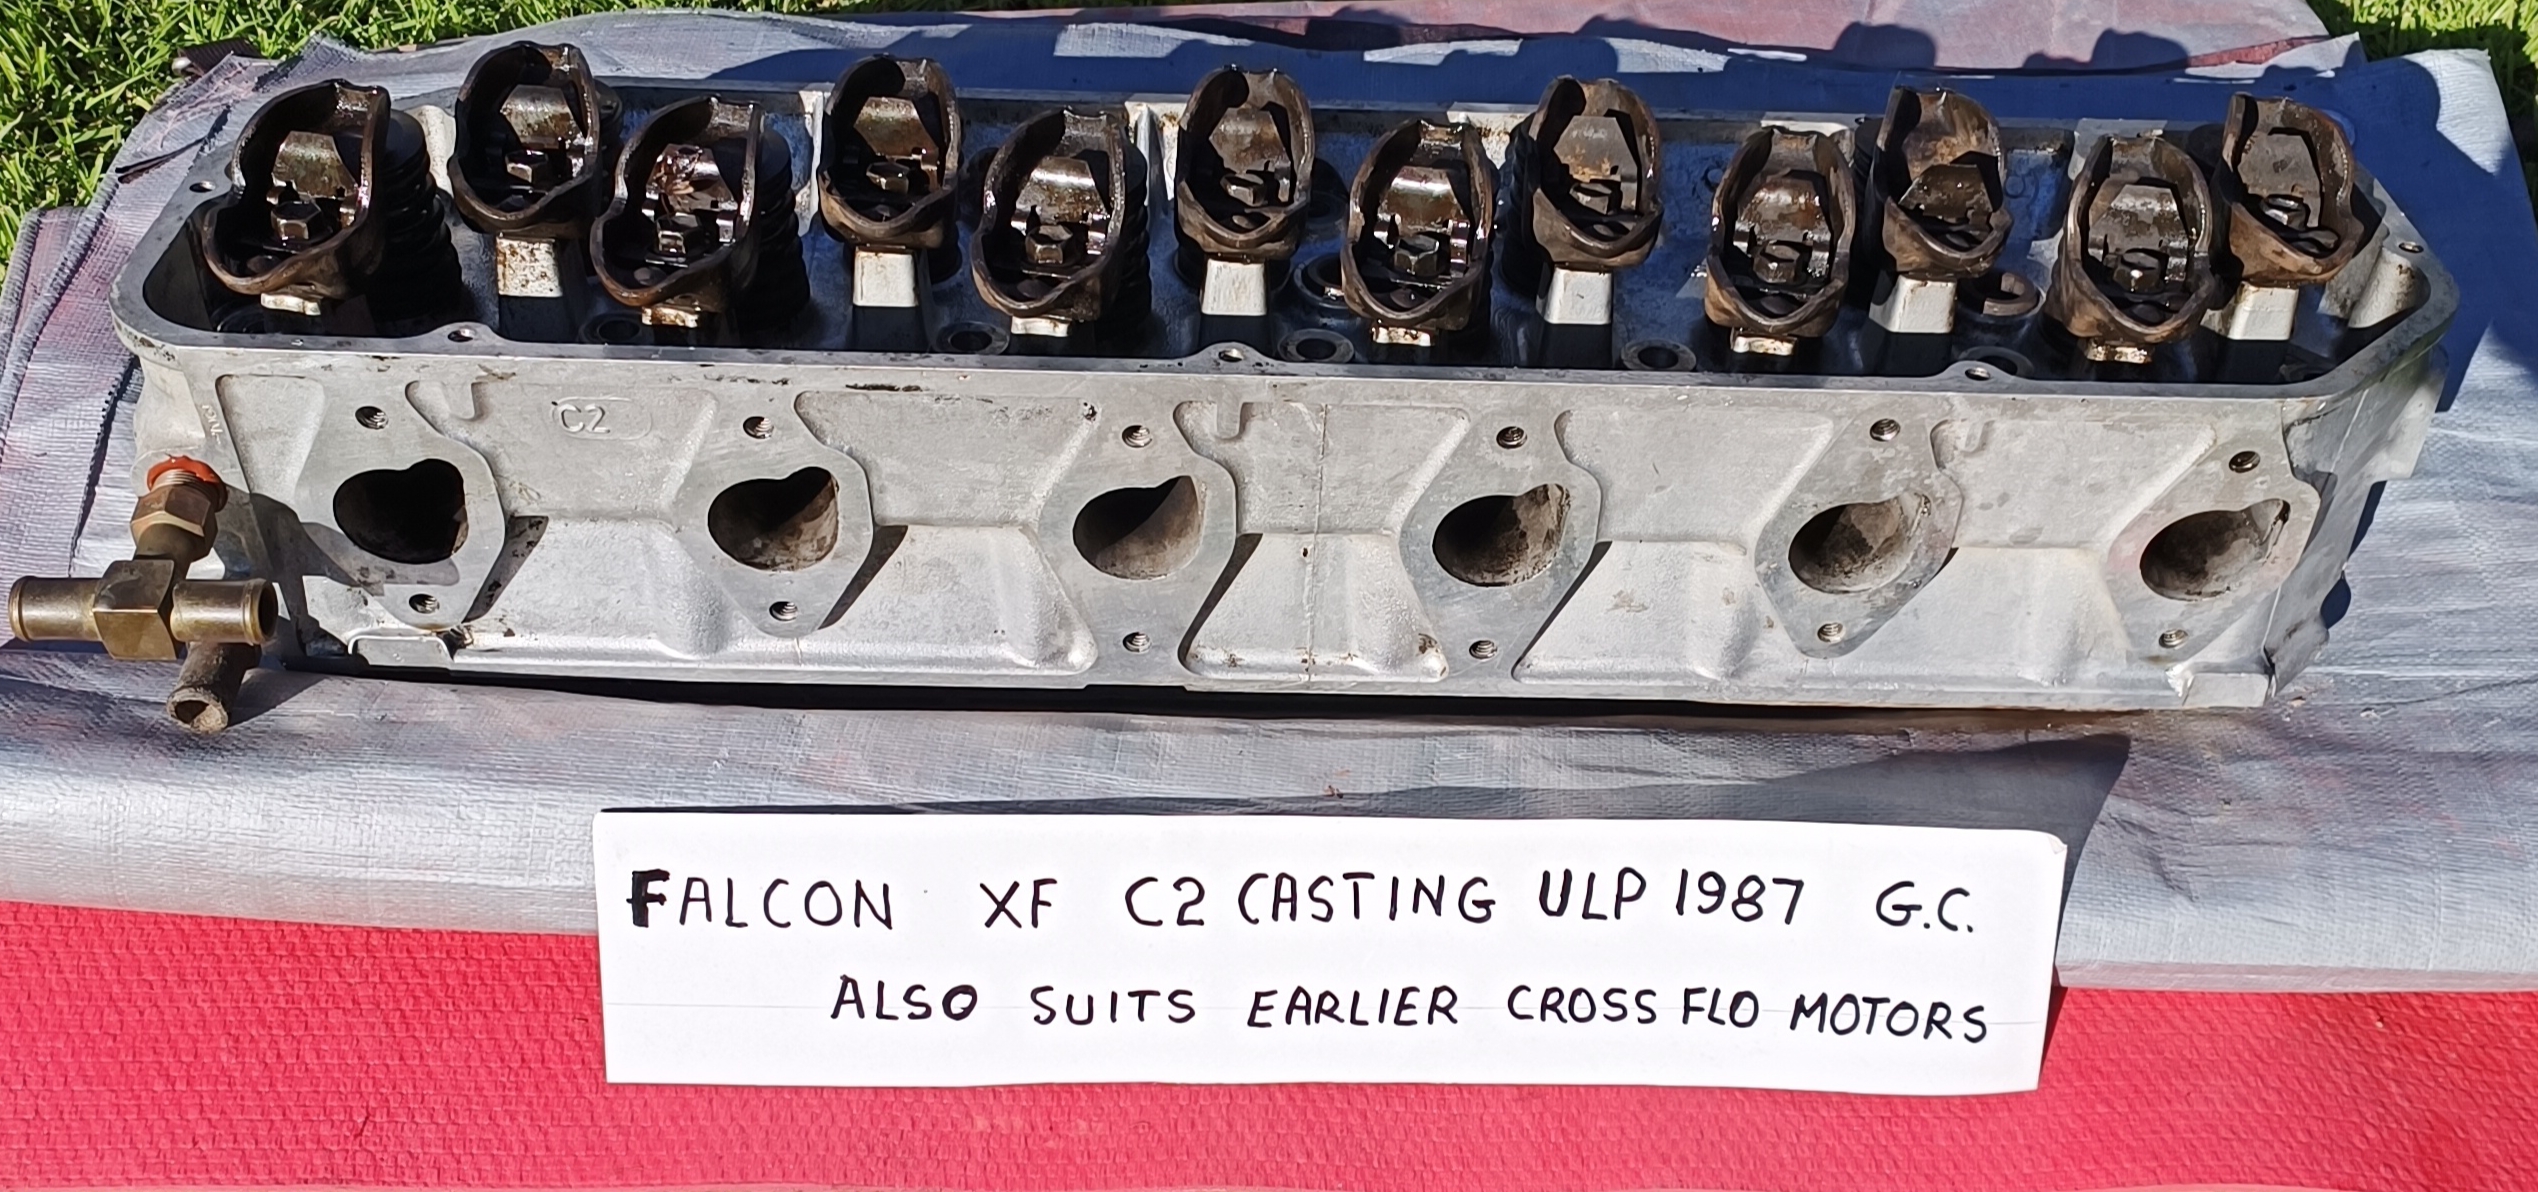 C2
FALCON XF C2 CASTING ULP 1987 G.C.
ALSO SUITS EARLIER CROSS FLO MOTORS